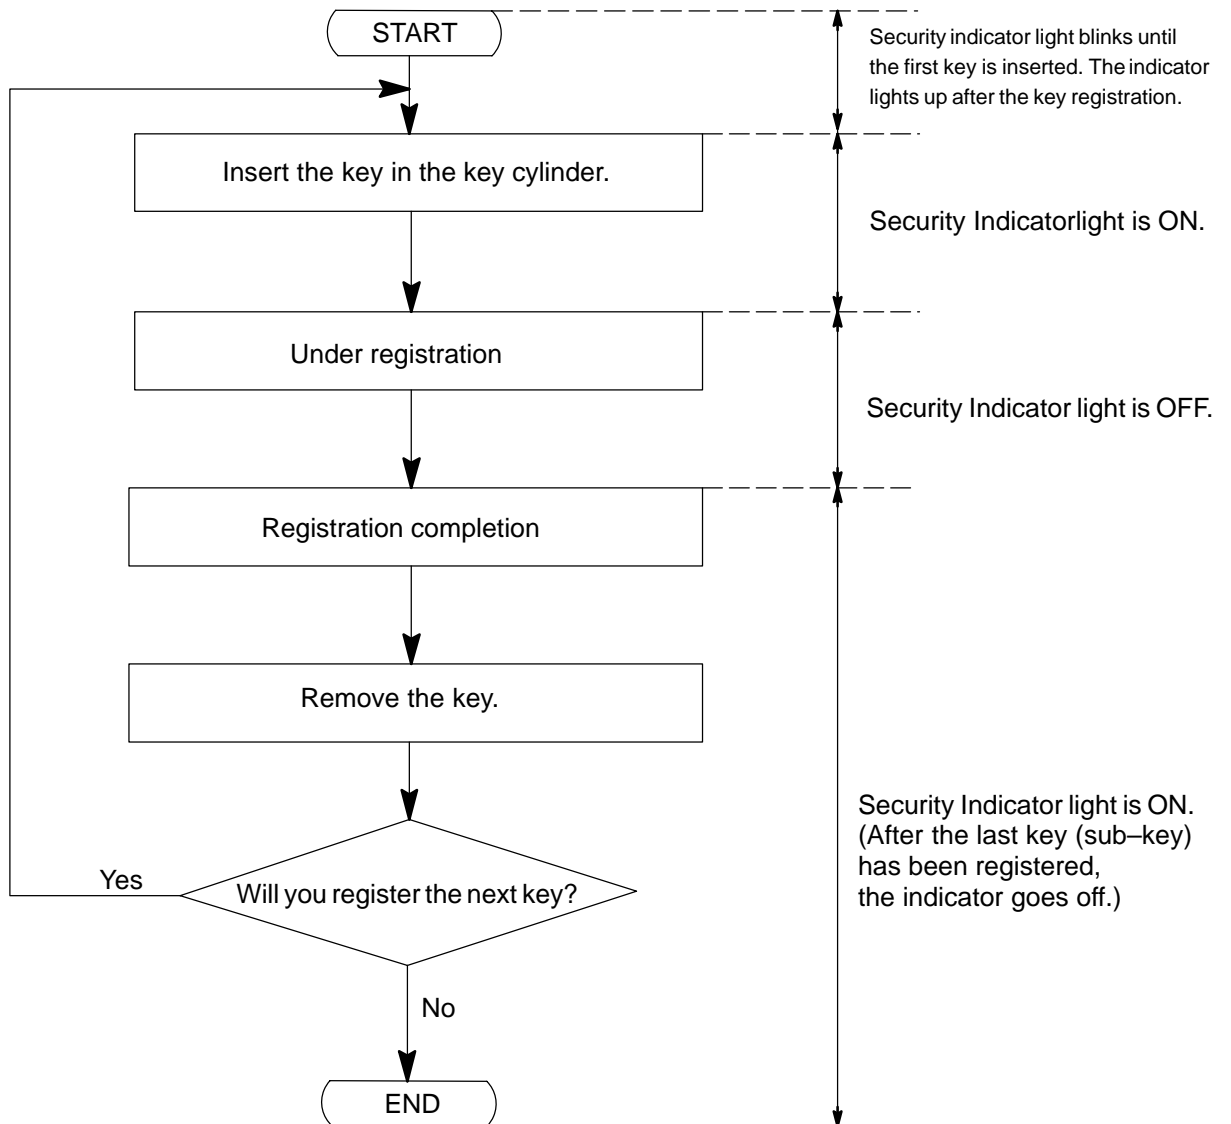 START
Security indicator light blinks until
the first key is inserted. The indicator
lights up after the key registration.
Insert the key in the key cylinder.
Security Indicatorlight is ON.
Under registration
Security Indicator light is OFF.
Registration completion
Remove the key.
Security Indicator light is ON.
(After the last key (sub–key)
has been registered,
the indicator goes off.)
Yes
Will you register the next key?
No
END